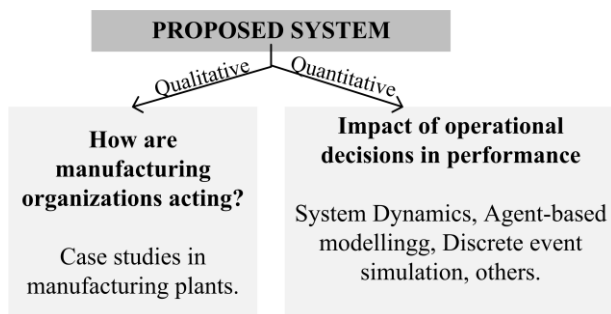 PROPOSED SYSTEM
Qualitative
Quantitative
How are
manufacturing
organizations acting?
Case studies in
manufacturing plants.
Impact of operational
decisions in performance
System Dynamics, Agent-based
modellingg, Discrete event
simulation, others.